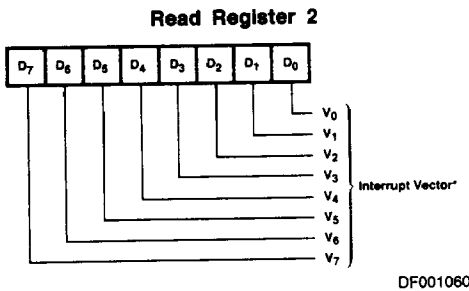 Read Register 2
D7 D6 D5 D4 D3 D2 D1 D0
V0
V1
V2
V3
Interrupt Vector*
V4
V5
V6
V7
DF001060